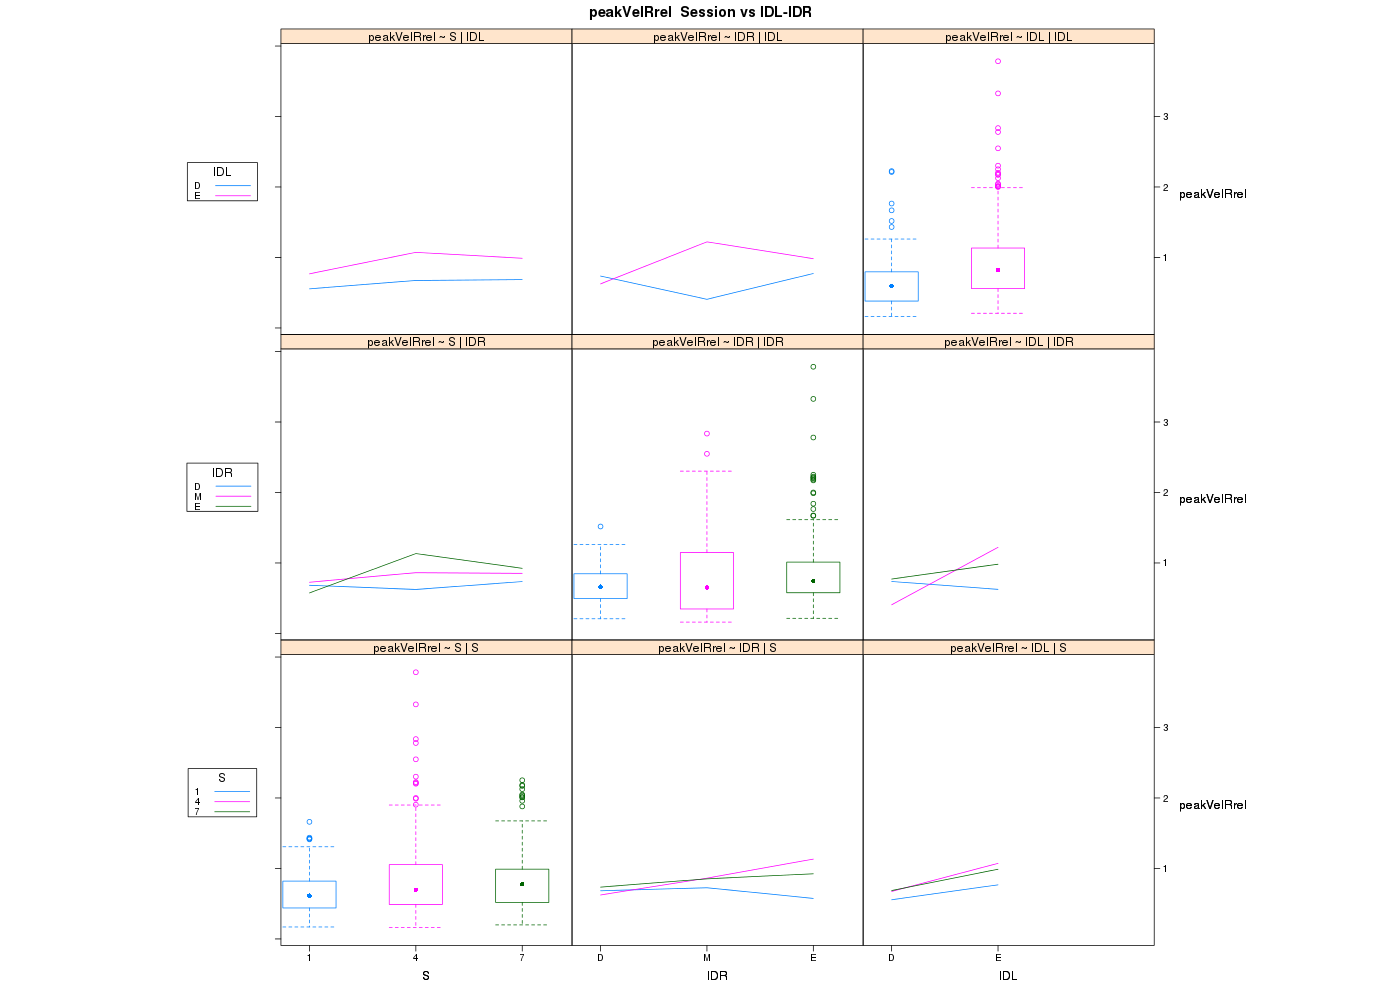 peakVelRrel  Session vs IDL-IDR
peakVelRrel ~ S | IDL
peakVelRrel ~ IDR | IDL
peakVelRrel ~ IDL | IDL
3
2
1
peakVelRrel
IDL
D
E
peakVelRrel ~ S | IDR
peakVelRrel ~ IDR | IDR
peakVelRrel ~ IDL | IDR
3
2
1
peakVelRrel
IDR
D
M
E
peakVelRrel ~ S | S
peakVelRrel ~ IDR | S
peakVelRrel ~ IDL | S
3
2
1
peakVelRrel
S
1
4
7
1 4 7 D M E D E
S IDR IDL